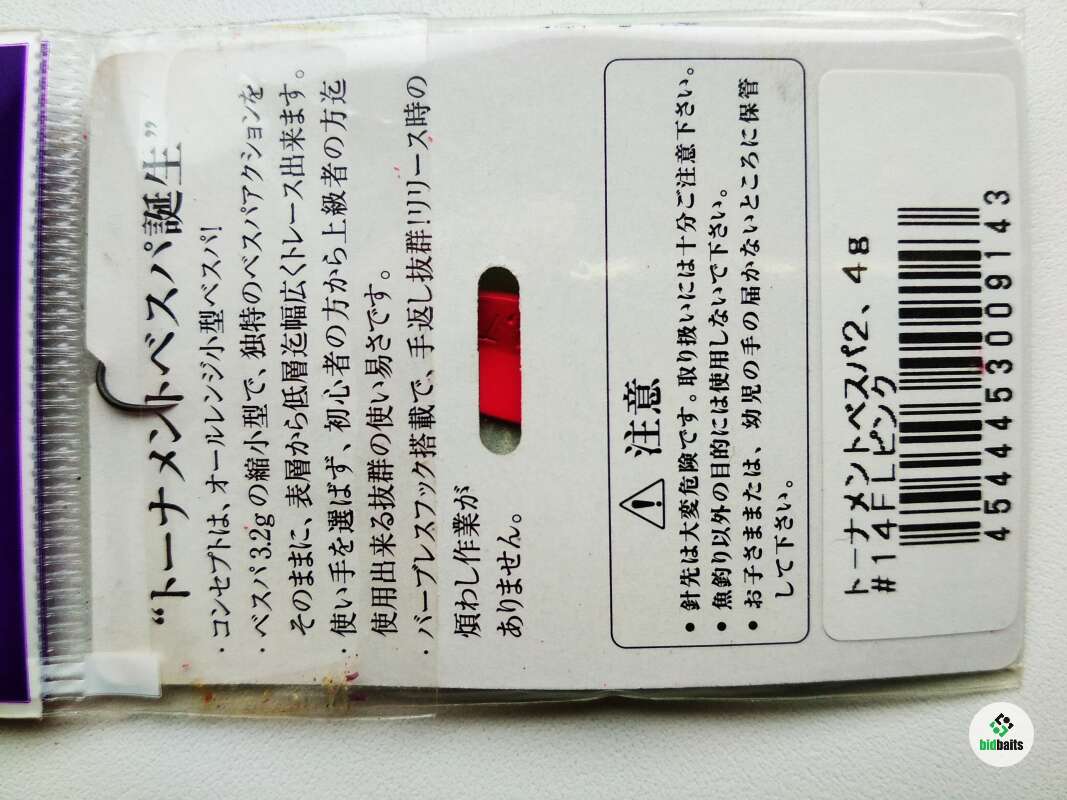 “トーナメントベスパ誕生”
・コンセプトは、オールレンジ小型ベスパ!
・ベスパ3.2gの縮小型で、独特のベスパアクションを
そのままに、表層から低層迄幅広くトレース出来ます。
・使い手を選ばず、初心者の方から上級者の方迄
使用出来る抜群の使い易さです。
・バーブレスフック搭載で、手返し抜群!リリース時の
煩わし作業が
ありません。
注意
● 針先は大変危険です。取り扱いには十分ご注意下さい。
● 魚釣り以外の目的には使用しないで下さい。
● お子さままたは、幼児の手の届かないところに保管
して下さい。
トーナメントベスパ2、4g
#14FLピンク
4544453009143
bidbaits